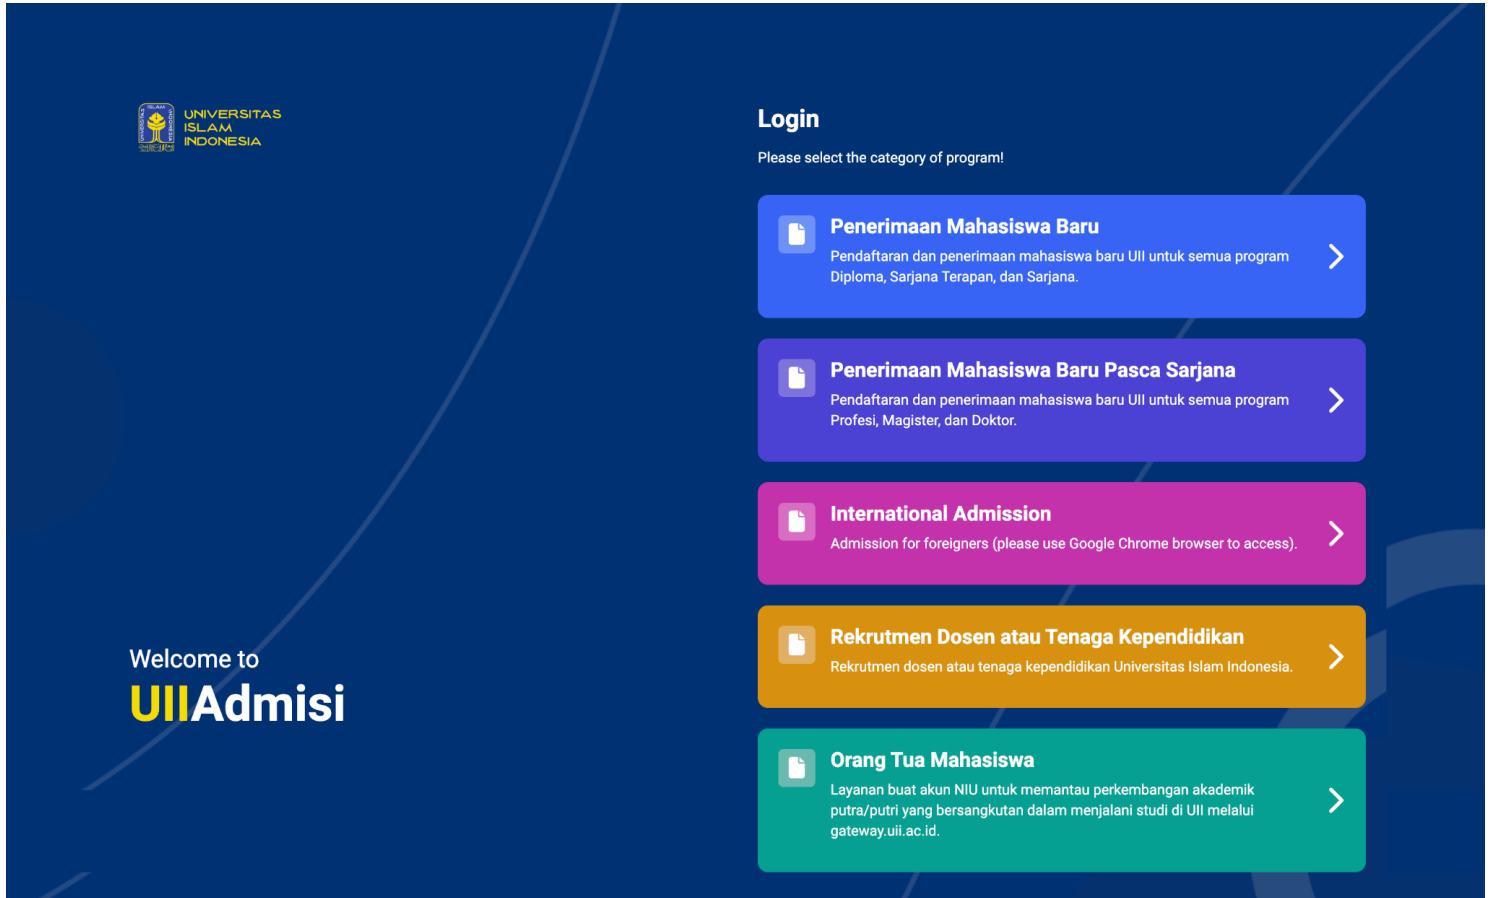 UNIVERSITAS
ISLAM
INDONESIA
Welcome to
UIIAdmisi
Login
Please select the category of program!
Penerimaan Mahasiswa Baru
Pendaftaran dan penerimaan mahasiswa baru UII untuk semua program
Diploma, Sarjana Terapan, dan Sarjana.
Penerimaan Mahasiswa Baru Pasca Sarjana
Pendaftaran dan penerimaan mahasiswa baru UII untuk semua program
Profesi, Magister, dan Doktor.
International Admission
Admission for foreigners (please use Google Chrome browser to access).
Rekrutmen Dosen atau Tenaga Kependidikan
Rekrutmen dosen atau tenaga kependidikan Universitas Islam Indonesia.
Orang Tua Mahasiswa
Layanan buat akun NIU untuk memantau perkembangan akademik
putra/putri yang bersangkutan dalam menjalani studi di UII melalui
gateway.uii.ac.id.